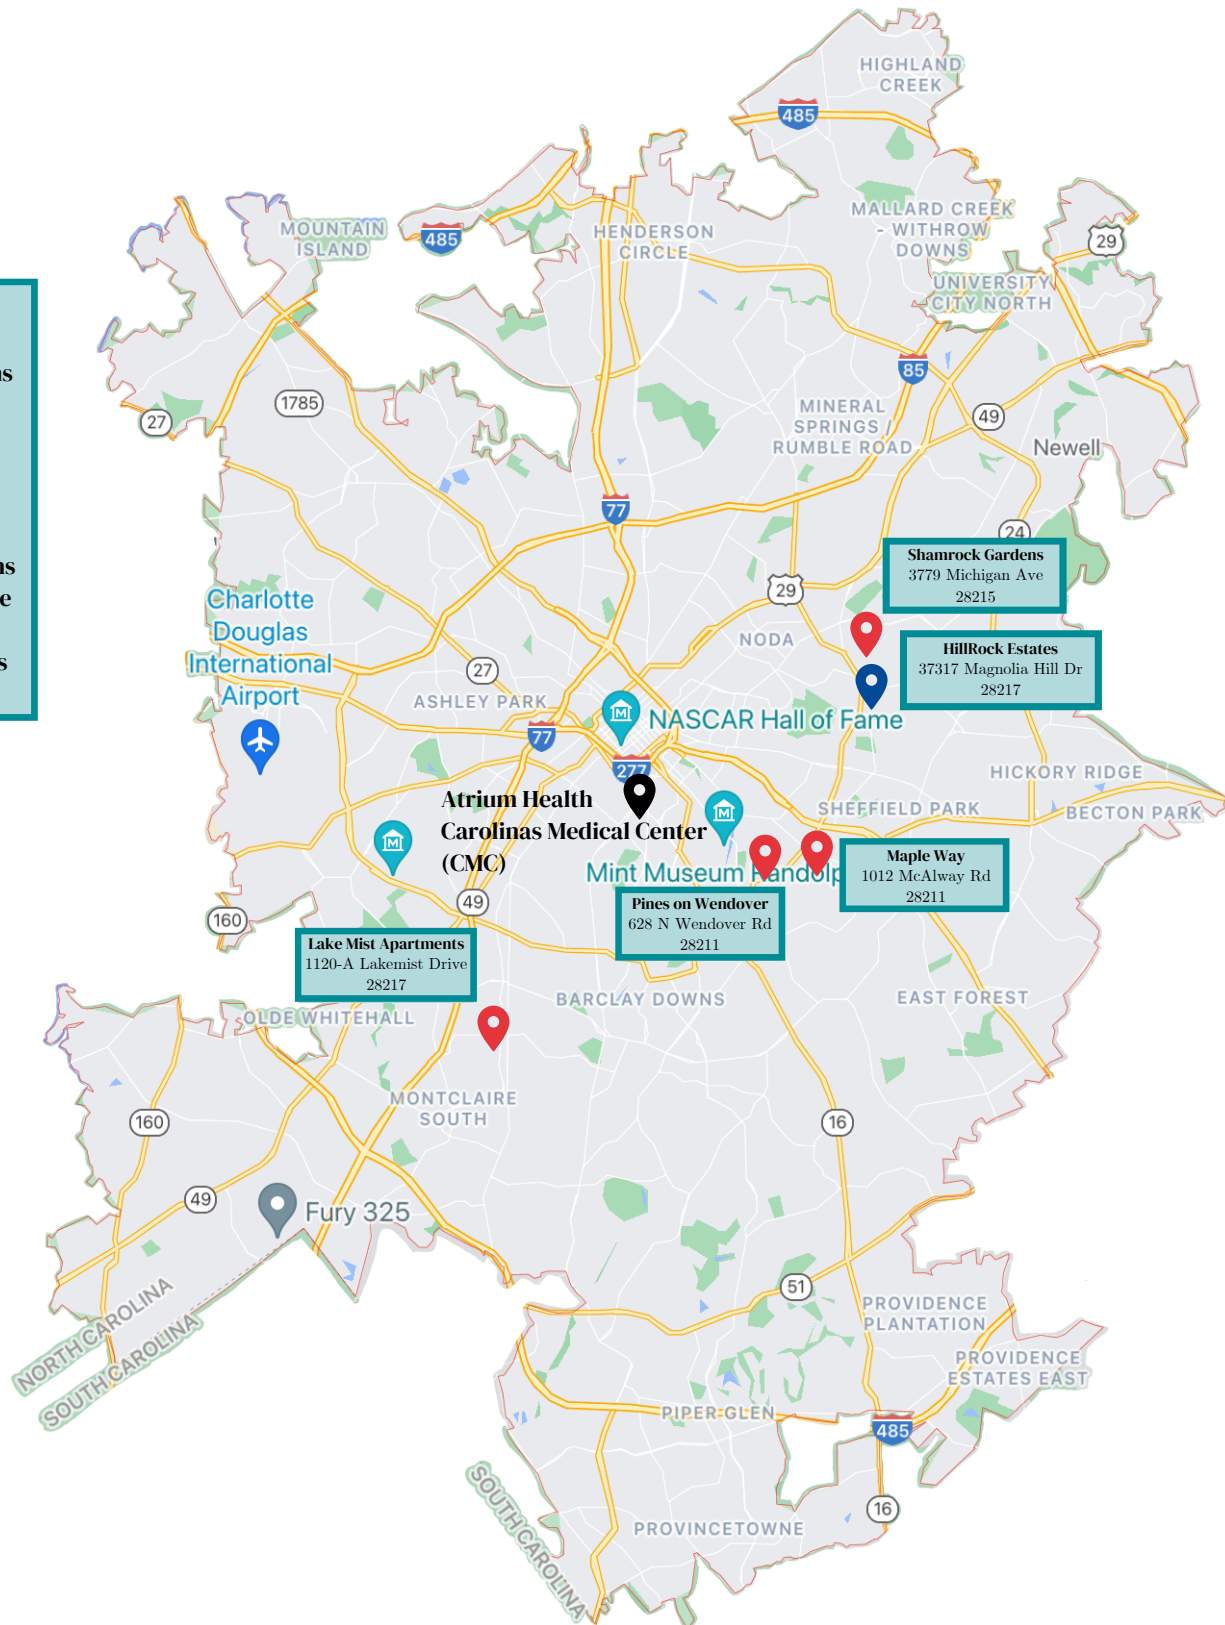 HIGHLAND
CREEK
485
MALLARD CREEK
- WITHROW
DOWNS
29
MOUNTAIN
ISLAND
485
HENDERSON
CIRCLE
UNIVERSITY
CITY NORTH
85
1785
27
MINERAL
SPRINGS /
RUMBLE ROAD
49
Newell
77
24
Shamrock Gardens
3779 Michigan Ave
28215
29
Charlotte
Douglas
International
Airport
NODA
HillRock Estates
37317 Magnolia Hill Dr
28217
27
ASHLEY PARK
77
M
NASCAR Hall of Fame
277
HICKORY RIDGE
SHEFFIELD PARK
BECTON PARK
Atrium Health
Carolinas Medical Center
(CMC)
M
M
Mint Museum Randolp
Maple Way
1012 McAlway Rd
28211
Pines on Wendover
628 N Wendover Rd
28211
49
160
Lake Mist Apartments
1120-A Lakemist Drive
28217
BARCLAY DOWNS
EAST FOREST
OLDE WHITEHALL
MONTCLAIRE
SOUTH
160
16
49
Fury 325
51
NORTH CAROLINA
SOUTH CAROLINA
PROVIDENCE
PLANTATION
PROVIDENCE
ESTATES EAST
PIPER GLEN
485
SOUTH CAROLINA
16
PROVINCETOWNE